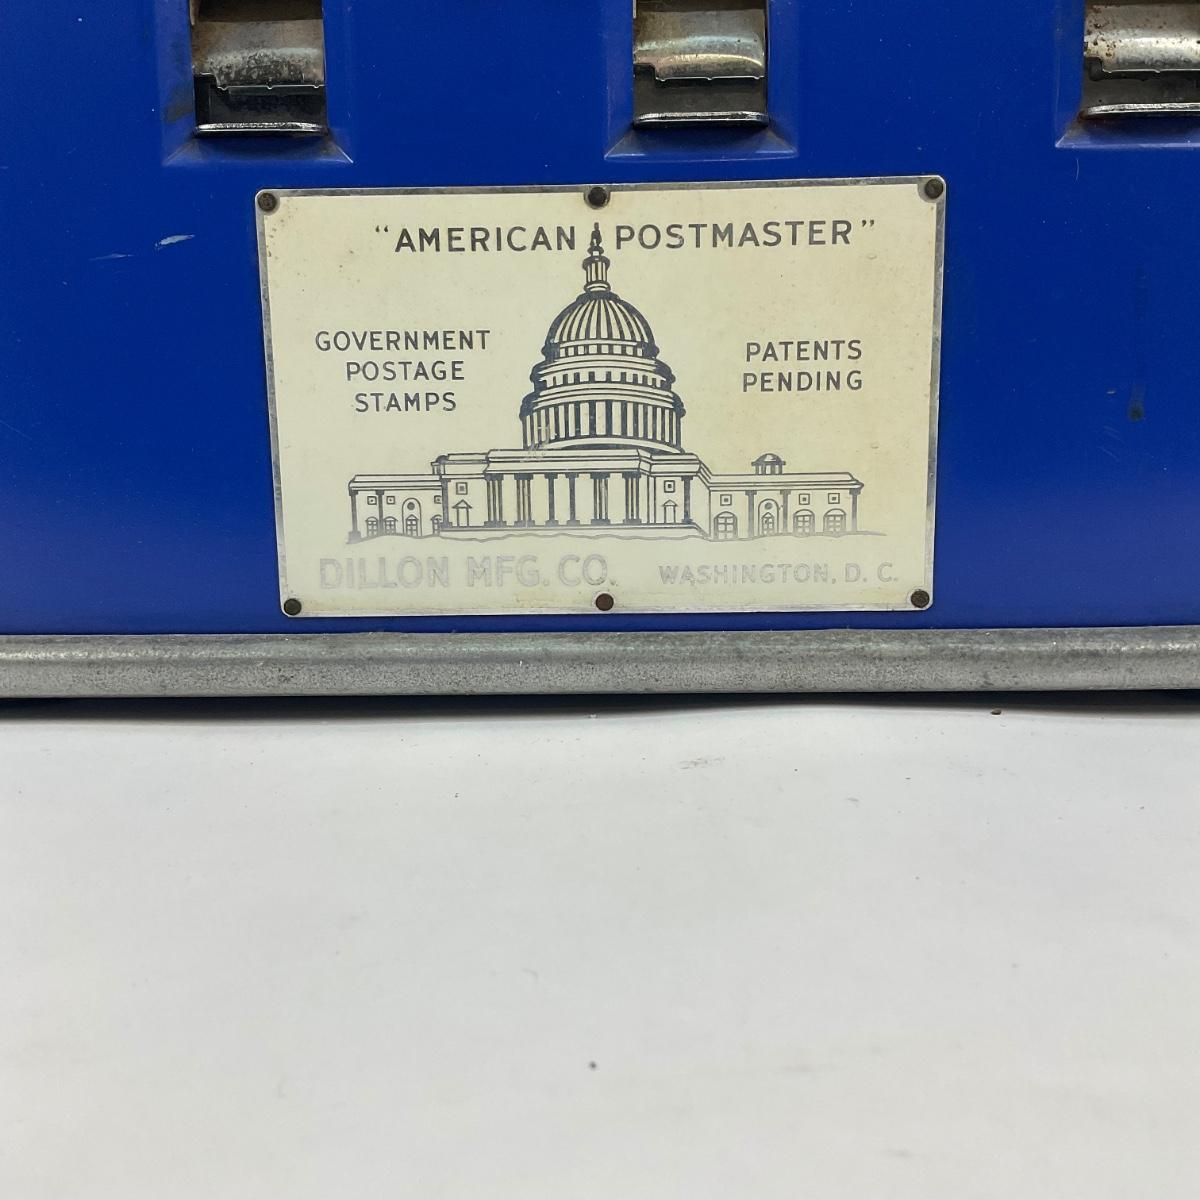 “AMERICAN POSTMASTER”
GOVERNMENT
POSTAGE
STAMPS
PATENTS
PENDING
DILLON MFG. CO. WASHINGTON, D. C.